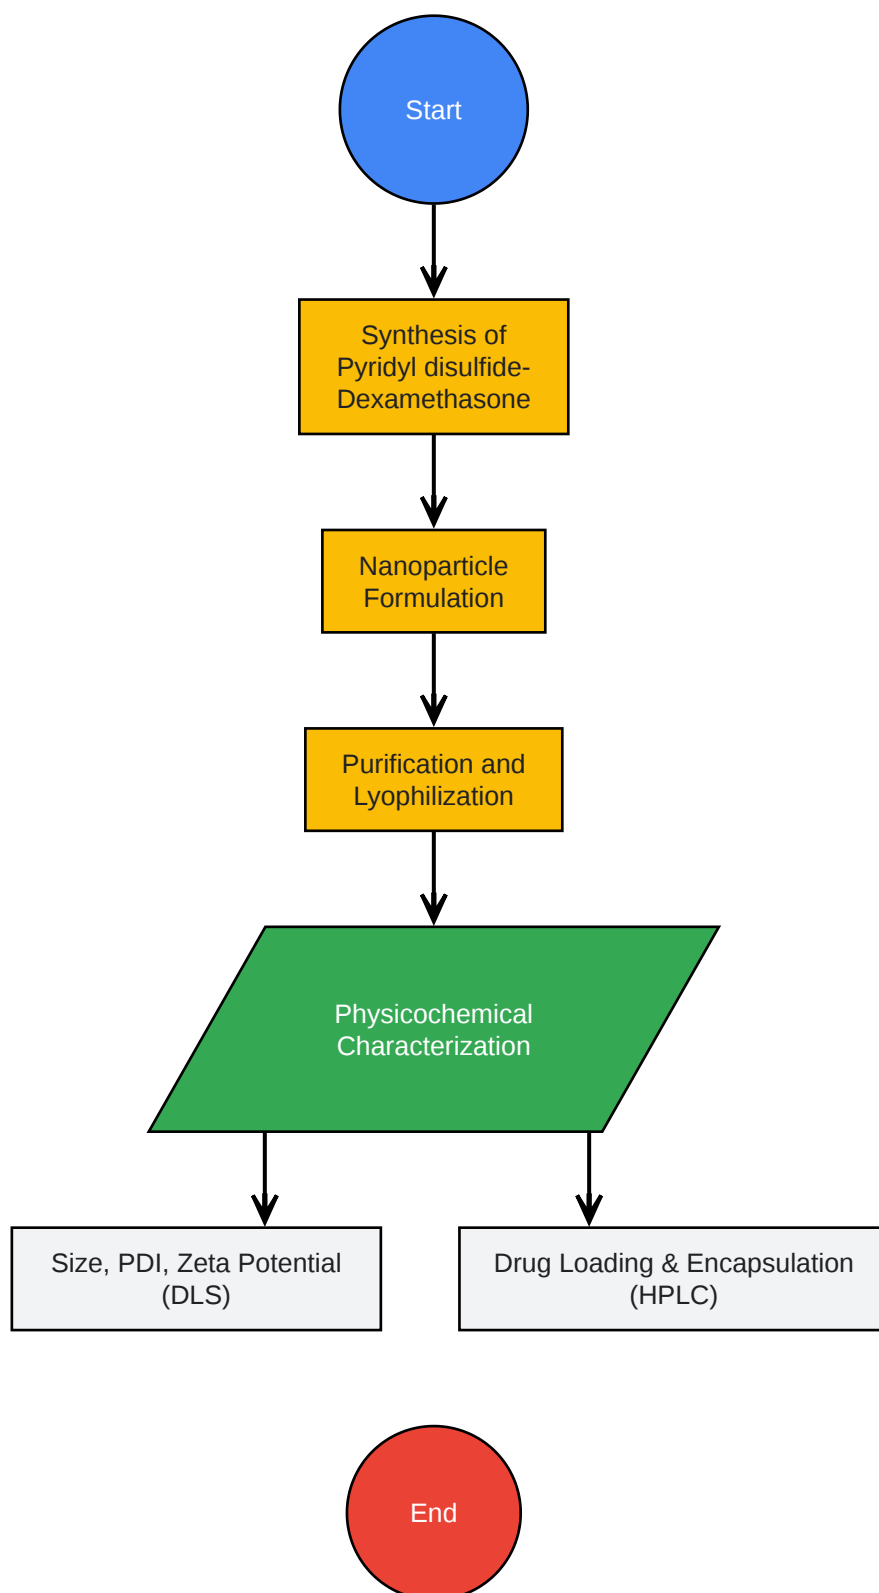 Start
Synthesis of
Pyridyl disulfide-
Dexamethasone
Nanoparticle
Formulation
Purification and
Lyophilization
Physicochemical
Characterization
Size, PDI, Zeta Potential
(DLS)
Drug Loading & Encapsulation
(HPLC)
End